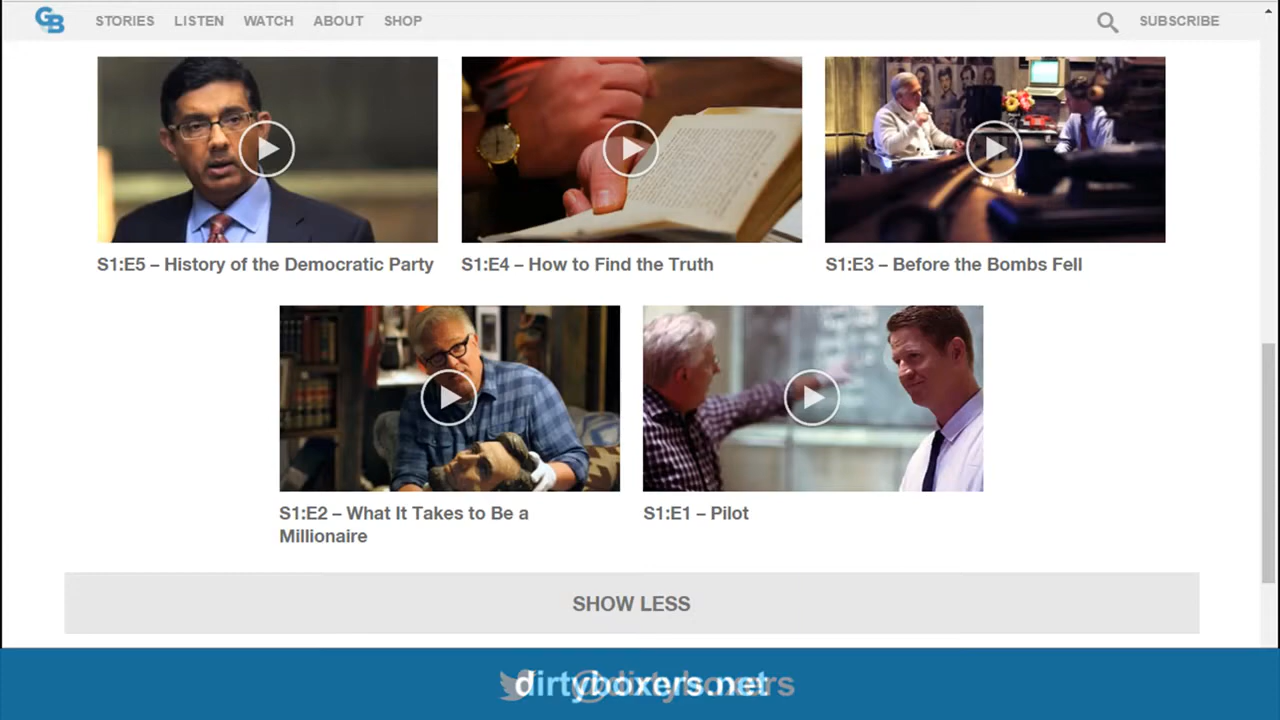 GB
STORIES LISTEN WATCH ABOUT SHOP SUBSCRIBE
S1:E5 – History of the Democratic Party
S1:E4 – How to Find the Truth
S1:E3 – Before the Bombs Fell
S1:E2 – What It Takes to Be a
Millionaire
S1:E1 – Pilot
SHOW LESS
dirtyboxers.net